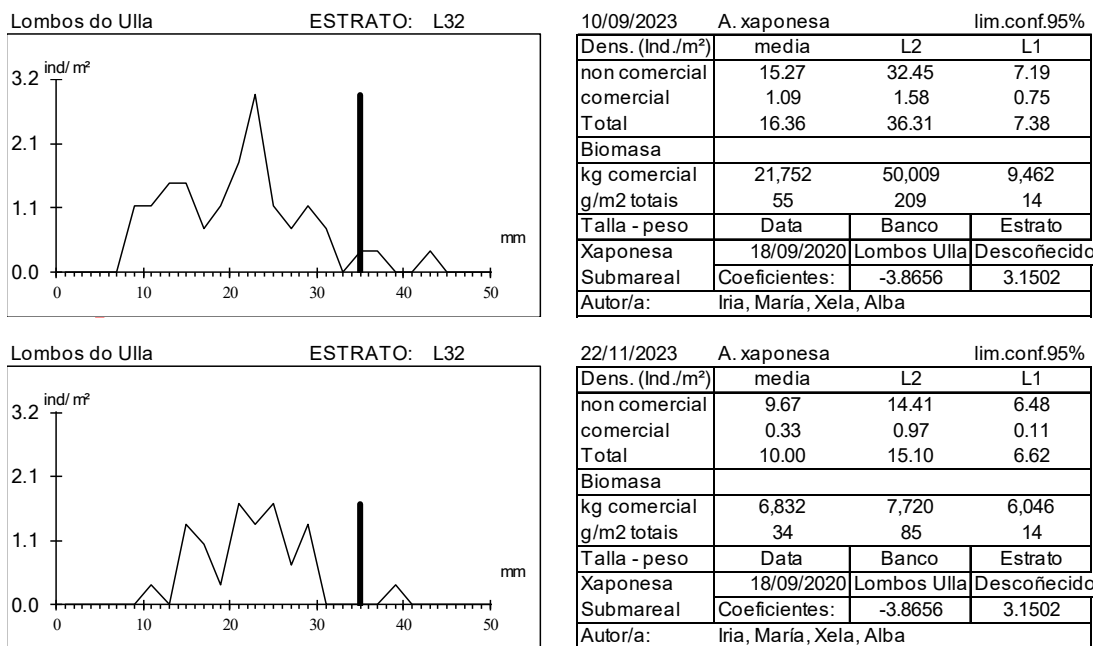 Lombos do Ulla ESTRATO: L32
ind/ m²
3.2
2.1
1.1
mm
0.0
0 10 20 30 40 50
10/09/2023 A. xaponesa lim.conf.95%
Dens. (Ind./m²) media L2 L1
non comercial 15.27 32.45 7.19
comercial 1.09 1.58 0.75
Total 16.36 36.31 7.38
Biomasa
kg comercial 21,752 50,009 9,462
g/m2 totais 55 209 14
Talla - peso Data Banco Estrato
Xaponesa 18/09/2020 Lombos Ulla Descoñecido
Submareal Coeficientes: -3.8656 3.1502
Autor/a: Iria, María, Xela, Alba
Lombos do Ulla ESTRATO: L32
ind/ m²
3.2
2.1
1.1
mm
0.0
0 10 20 30 40 50
22/11/2023 A. xaponesa lim.conf.95%
Dens. (Ind./m²) media L2 L1
non comercial 9.67 14.41 6.48
comercial 0.33 0.97 0.11
Total 10.00 15.10 6.62
Biomasa
kg comercial 6,832 7,720 6,046
g/m2 totais 34 85 14
Talla - peso Data Banco Estrato
Xaponesa 18/09/2020 Lombos Ulla Descoñecido
Submareal Coeficientes: -3.8656 3.1502
Autor/a: Iria, María, Xela, Alba